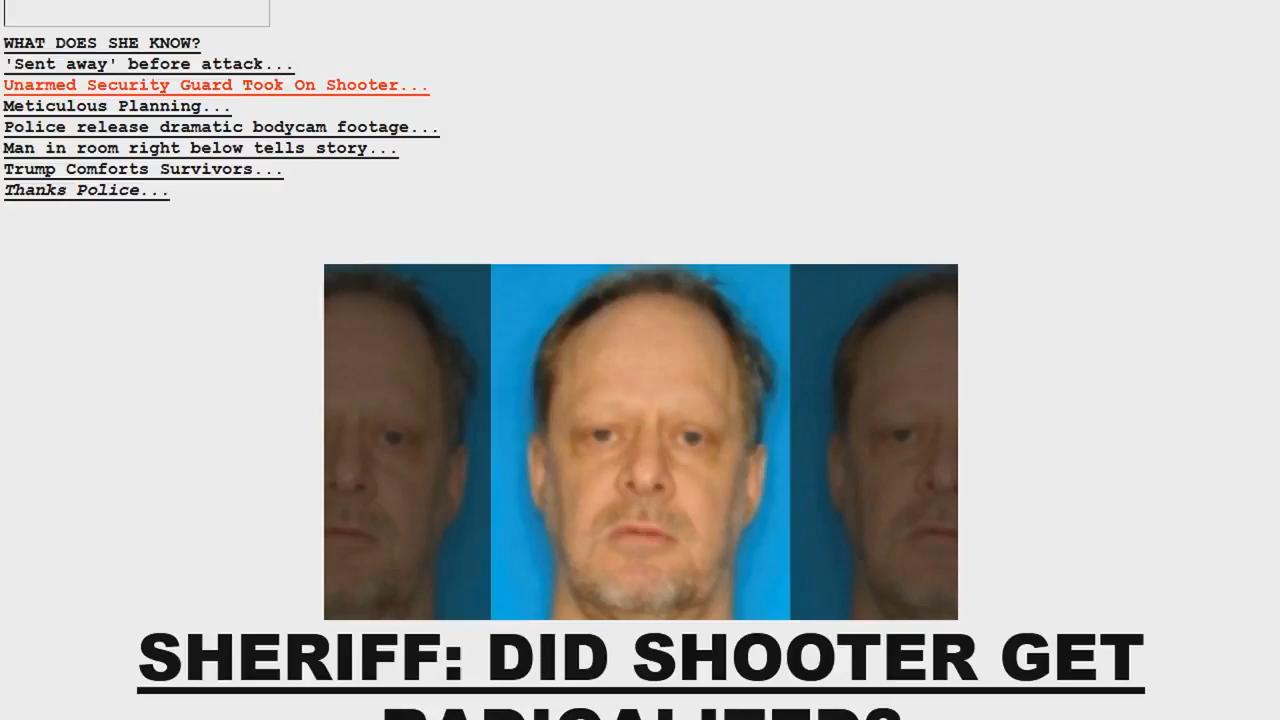 WHAT DOES SHE KNOW?
'Sent away' before attack...
Unarmed Security Guard Took On Shooter...
Meticulous Planning...
Police release dramatic bodycam footage...
Man in room right below tells story...
Trump Comforts Survivors...
Thanks Police...
SHERIFF: DID SHOOTER GET